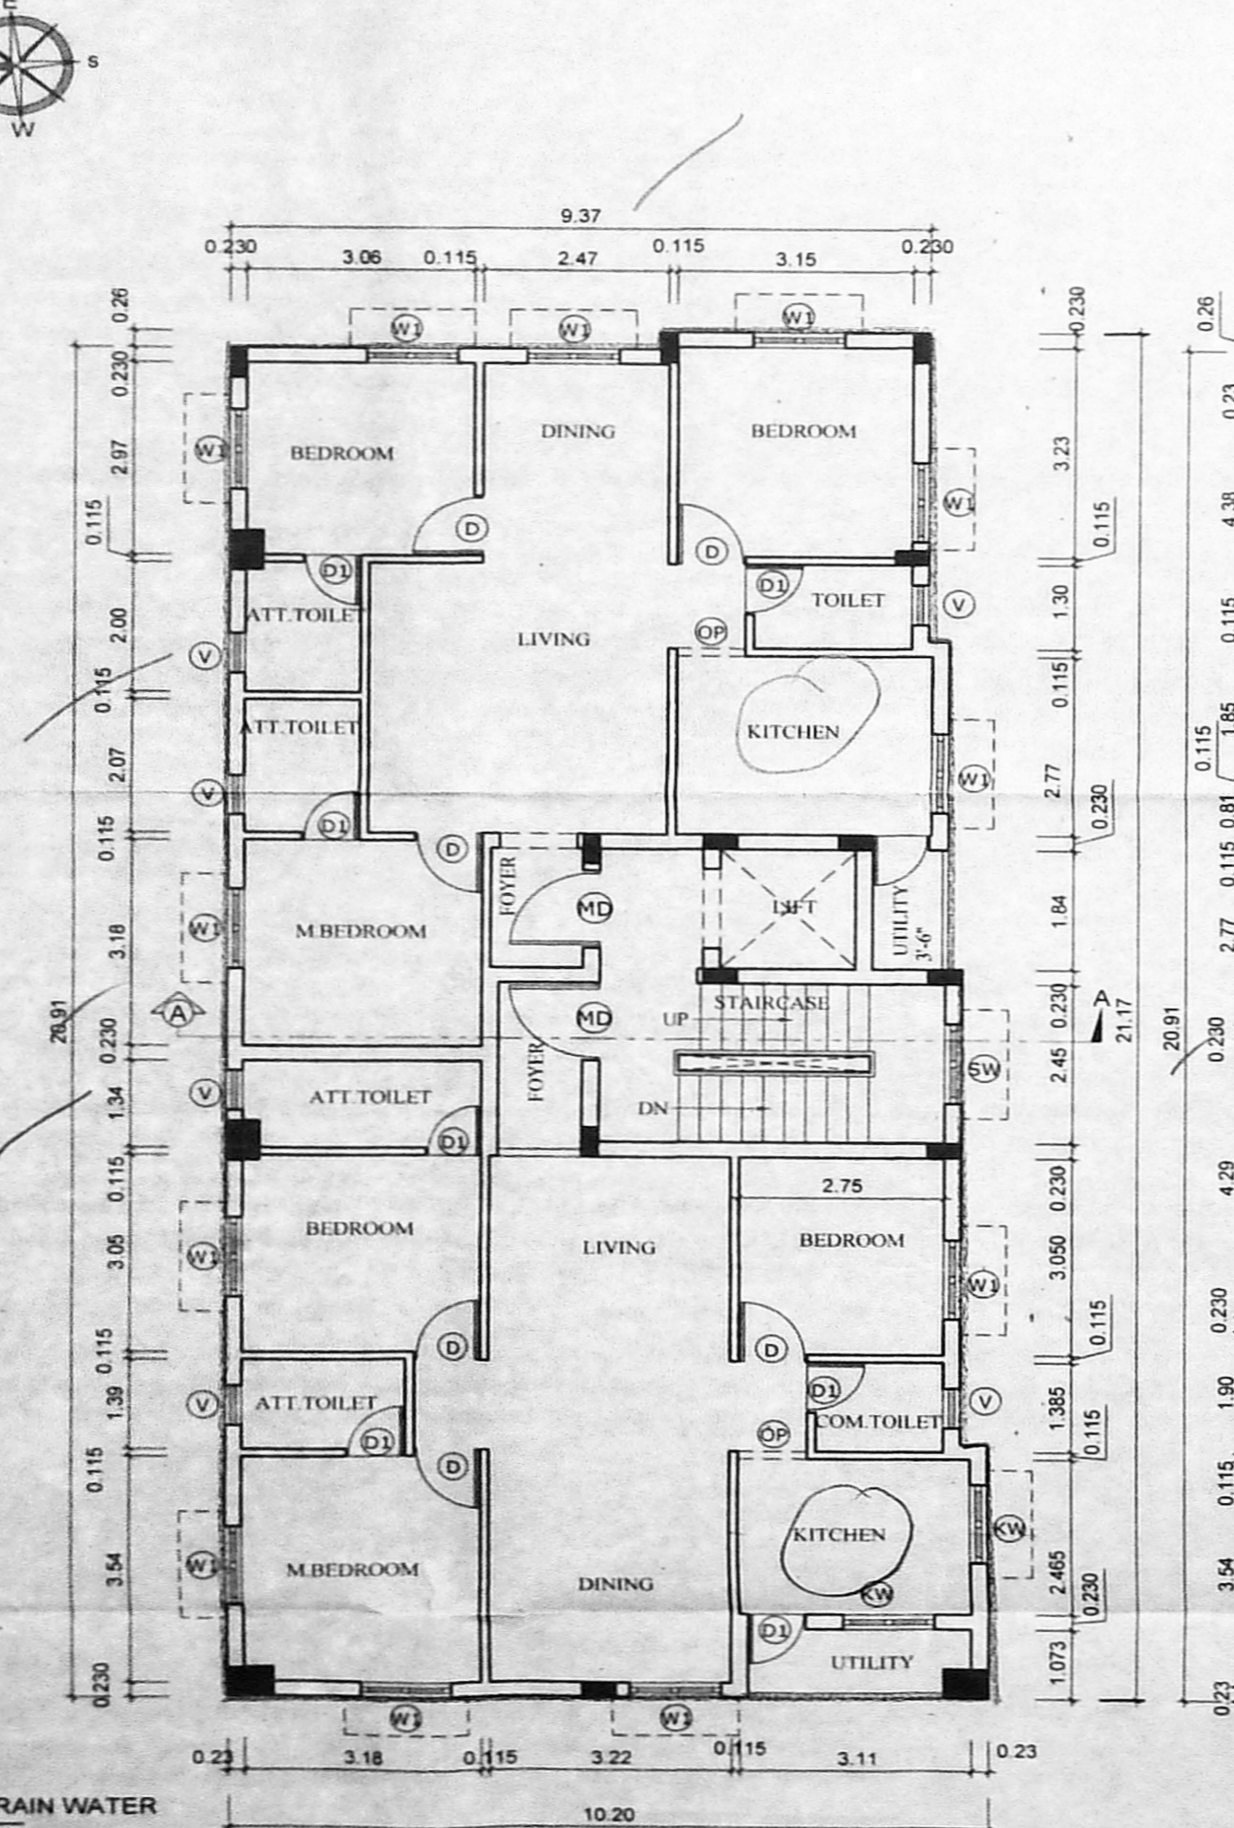 E
S
W
9.37
0.230 0.115 0.230
3.06 0.115 2.47 3.15
0.26 0.230 0.26
W1 W1 W1
0.230 0.23
DINING BEDROOM
BEDROOM
W1
2.97 3.23
W1
4.38
0.115 D D 0.115
D1 D1
ATT.TOILET TOILET V
2.00 1.30 0.115
LIVING OP
V
0.115 0.115
ATT.TOILET KITCHEN
1.85
0.115
2.07 W1 2.77
V 0.230 0.81
D1
0.115 D 0.115
FOYER
MD LIFT UTILITY 3'-6" 1.84
W1 M.BEDROOM
3.18 2.77
STAIRCASE
A MD UP 0.230 A
20.91 21.17 20.91
0.230 0.230
FOYER SW 2.45
V ATT.TOILET
1.34 DN
D1
0.115 0.230
2.75 4.29
BEDROOM LIVING BEDROOM
3.05 W1 W1 3.050
D D 0.115 0.230
0.115
D1
1.39 V ATT.TOILET V 1.385 1.90
COM.TOILET
D1 OP 0.115
D
0.115 0.115
KITCHEN KW
W1 M.BEDROOM DINING
3.54 2.465 3.54
KW 0.230
D1
UTILITY 1.073
0.230 0.23
W1 W1
0.23 3.18 0.115 3.22 0.115 3.11 0.23
RAIN WATER
10.20